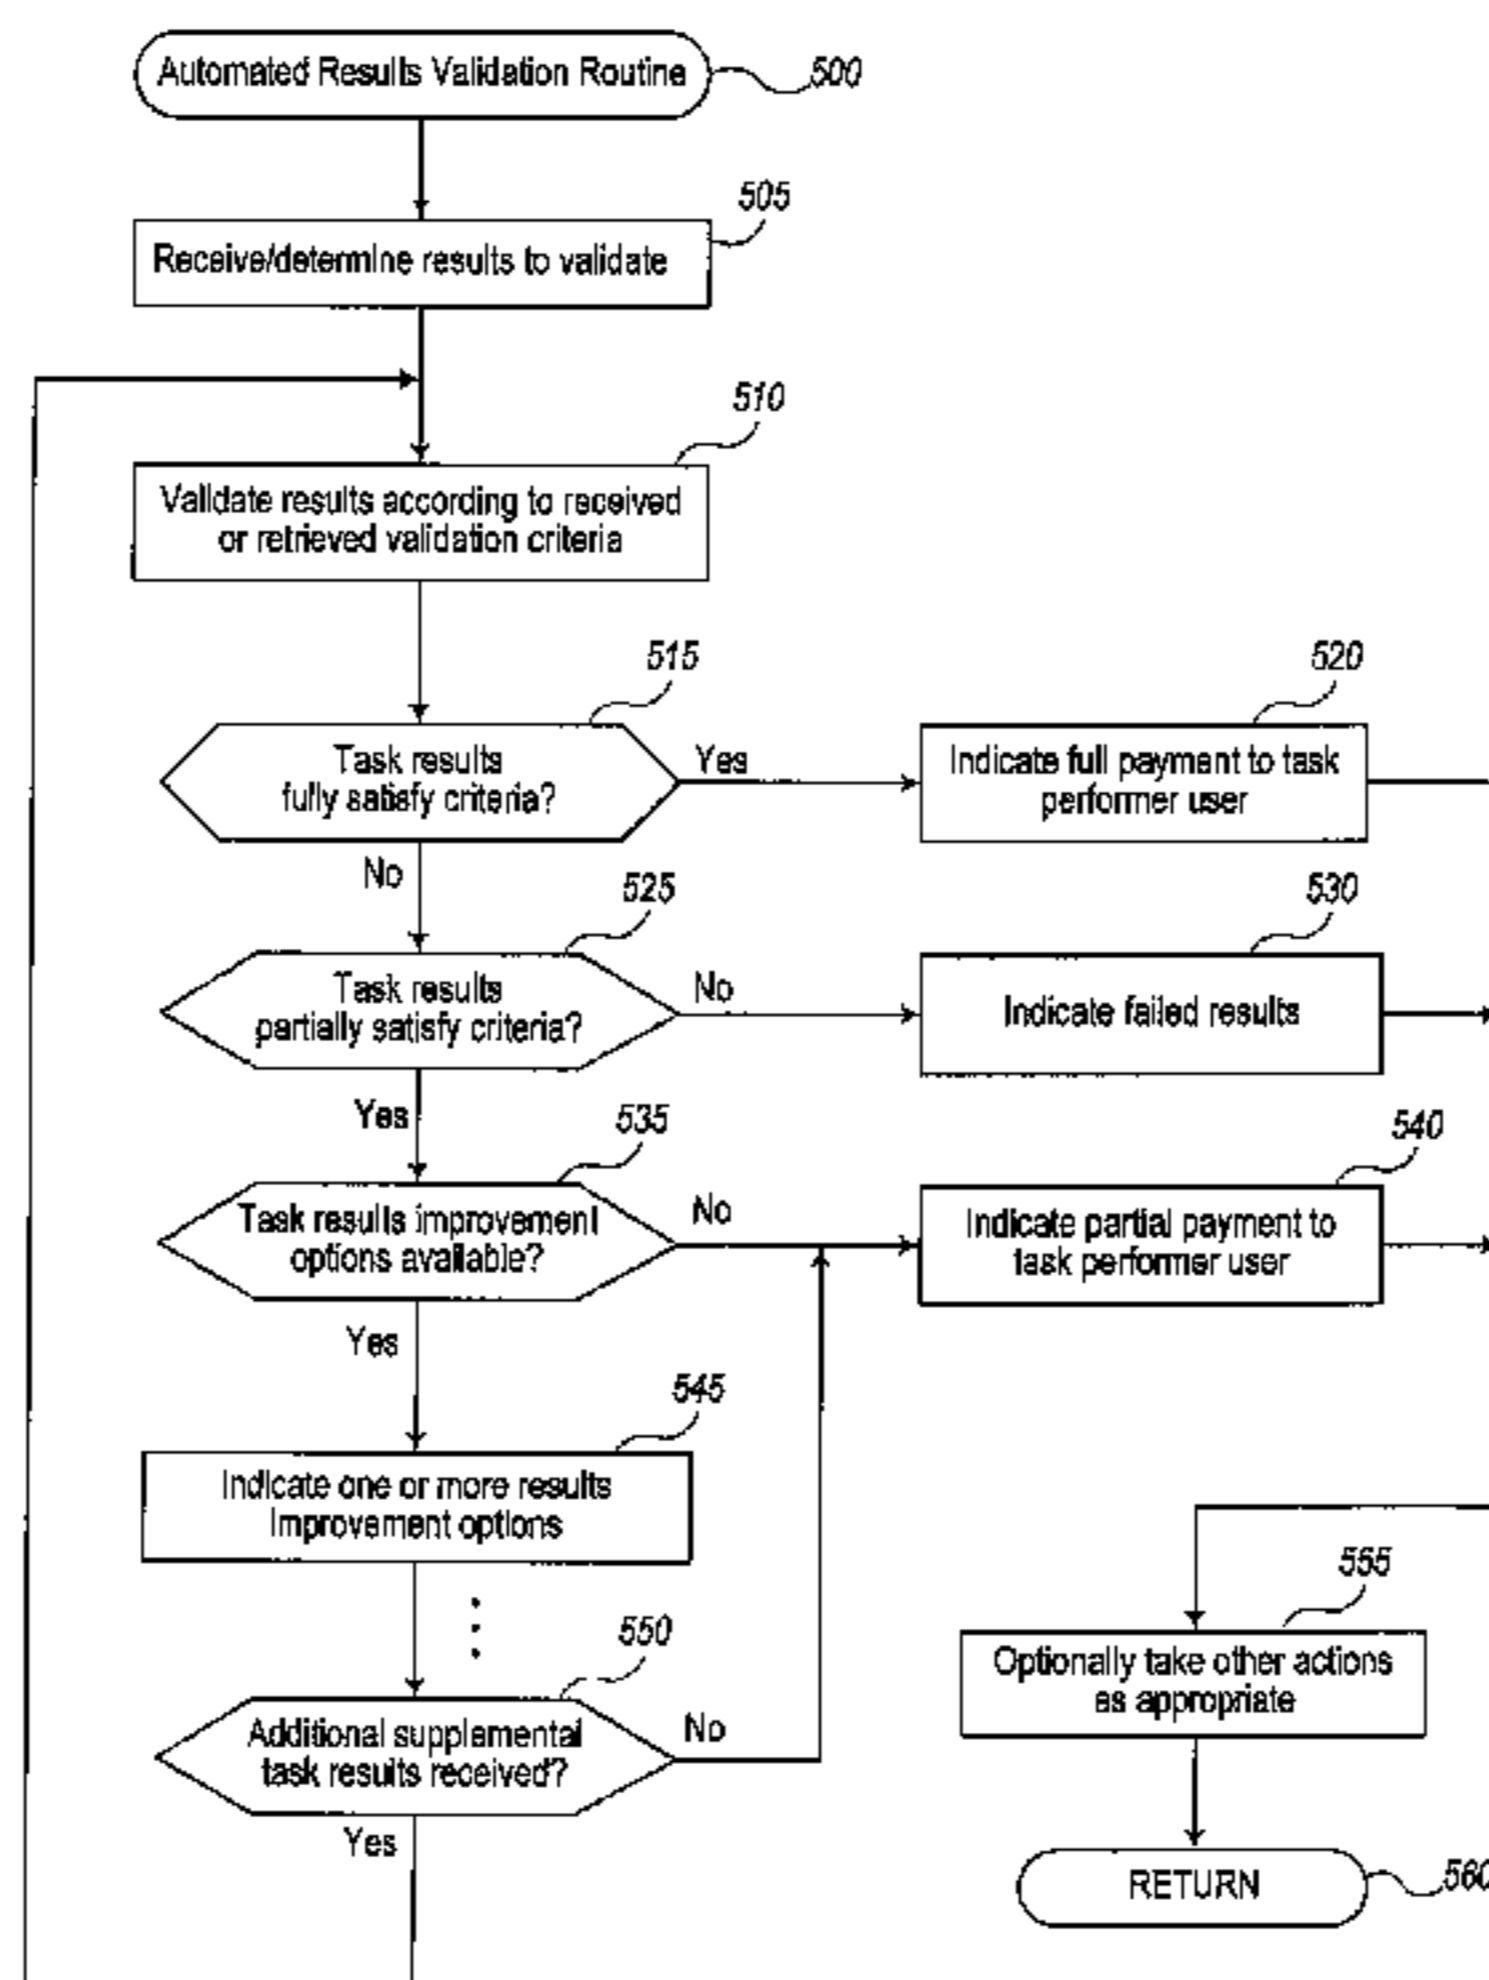 Automated Results Validation Routine
500
505
Receive/determine results to validate
510
Validate results according to received
or retrieved validation criteria
515
Task results
fully satisfy criteria?
Yes
520
Indicate full payment to task
performer user
No
525
Task results
partially satisfy criteria?
No
530
Indicate failed results
Yes
535
Task results improvement
options available?
No
540
Indicate partial payment to
task performer user
Yes
545
Indicate one or more results
improvement options
550
Additional supplemental
task results received?
No
Yes
555
Optionally take other actions
as appropriate
RETURN
560